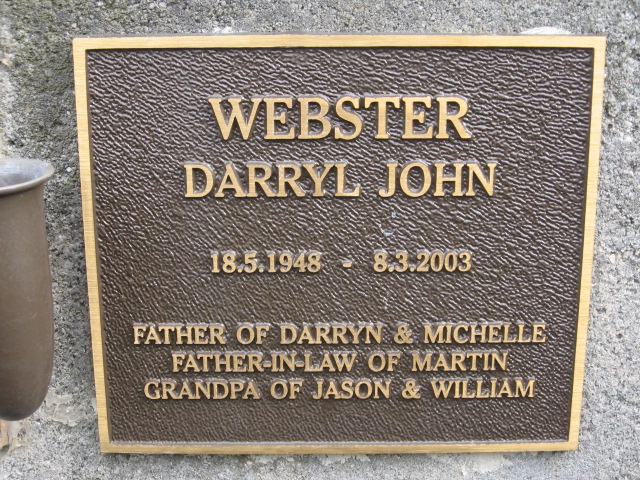 WEBSTER
DARRYL JOHN
18.5.1948 - 8.3.2003
FATHER OF DARRYN & MICHELLE
FATHER-IN-LAW OF MARTIN
GRANDPA OF JASON & WILLIAM